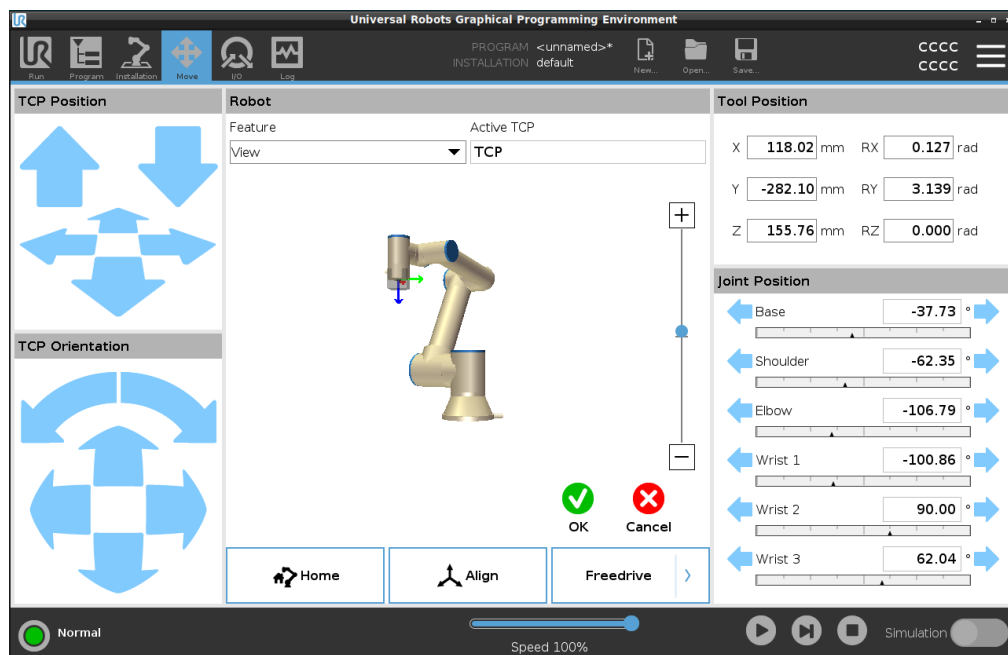 Universal Robots Graphical Programming Environment
UR
Run
Program
Installation
Move
I/O
Log
PROGRAM <unnamed>*
INSTALLATION default
New...
Open...
Save...
CCCC
CCCC
TCP Position
TCP Orientation
Robot
Feature
Active TCP
View
TCP
OK
Cancel
Home
Align
Freedrive
Tool Position
X 118.02 mm RX 0.127 rad
Y -282.10 mm RY 3.139 rad
Z 155.76 mm RZ 0.000 rad
Joint Position
Base -37.73 °
Shoulder -62.35 °
Elbow -106.79 °
Wrist 1 -100.86 °
Wrist 2 90.00 °
Wrist 3 62.04 °
Normal
Speed 100%
Simulation